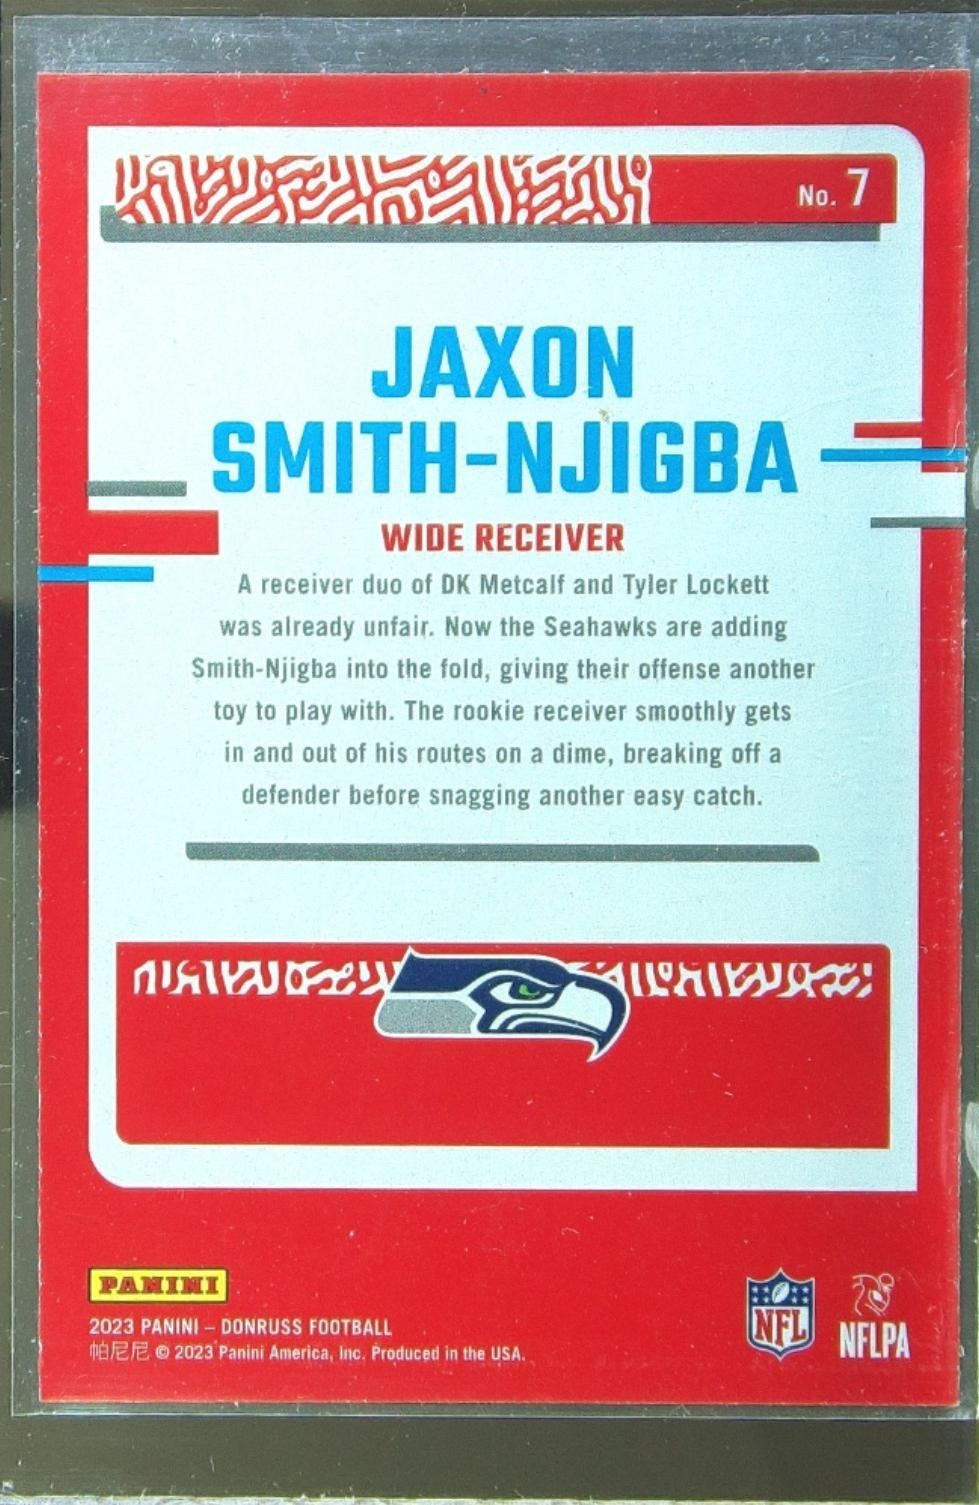 No. 7
JAXON
SMITH-NJIGBA
WIDE RECEIVER
A receiver duo of DK Metcalf and Tyler Lockett
was already unfair. Now the Seahawks are adding
Smith-Njigba into the fold, giving their offense another
toy to play with. The rookie receiver smoothly gets
in and out of his routes on a dime, breaking off a
defender before snagging another easy catch.
PANINI
2023 PANINI – DONRUSS FOOTBALL
帕尼尼 © 2023 Panini America, Inc. Produced in the USA.
NFL
NFLPA